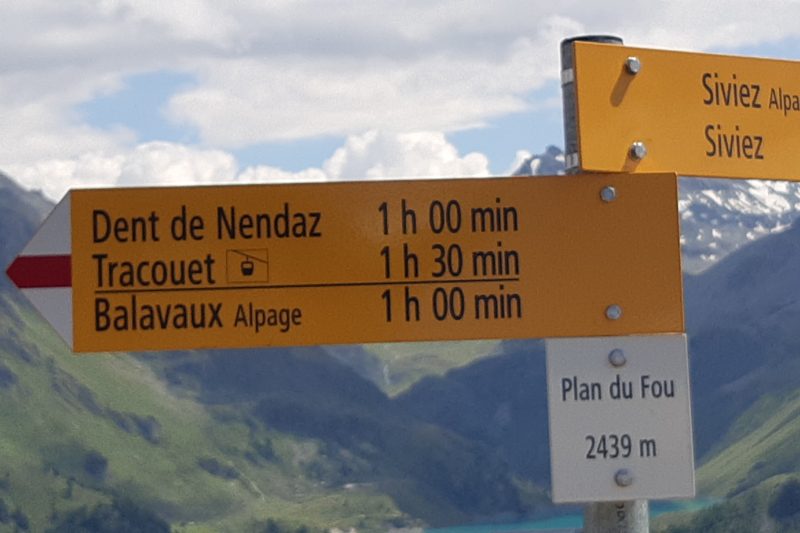 Siviez
Siviez
Dent de Nendaz 1 h 00 min
Tracouet 1 h 30 min
Balavaux Alpage 1 h 00 min
Plan du Fou
2439 m